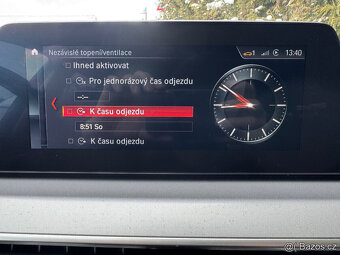 Nezávislé topení/ventilace
1
13:40
Ihned aktivovat
Pro jednorázový čas odjezdu
--:--
K času odjezdu
8:51 So
K času odjezdu
Bazos.cz